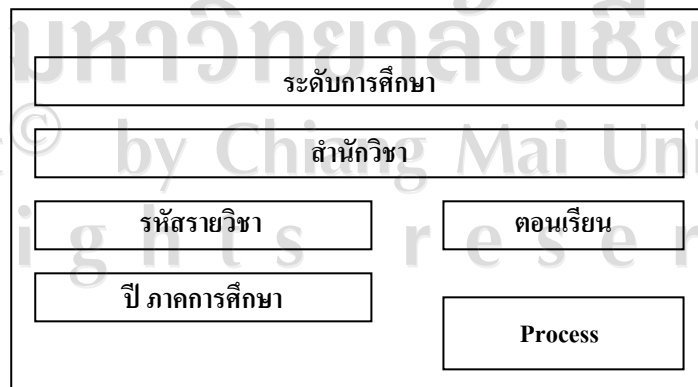 มหาวิทยาลัยเชีย
ระดับการศึกษา
© by Chiang Mai Uni
สำนักวิชา
รหัสรายวิชา ตอนเรียน
i g h t s r e s e r
ปี ภาคการศึกษา
Process